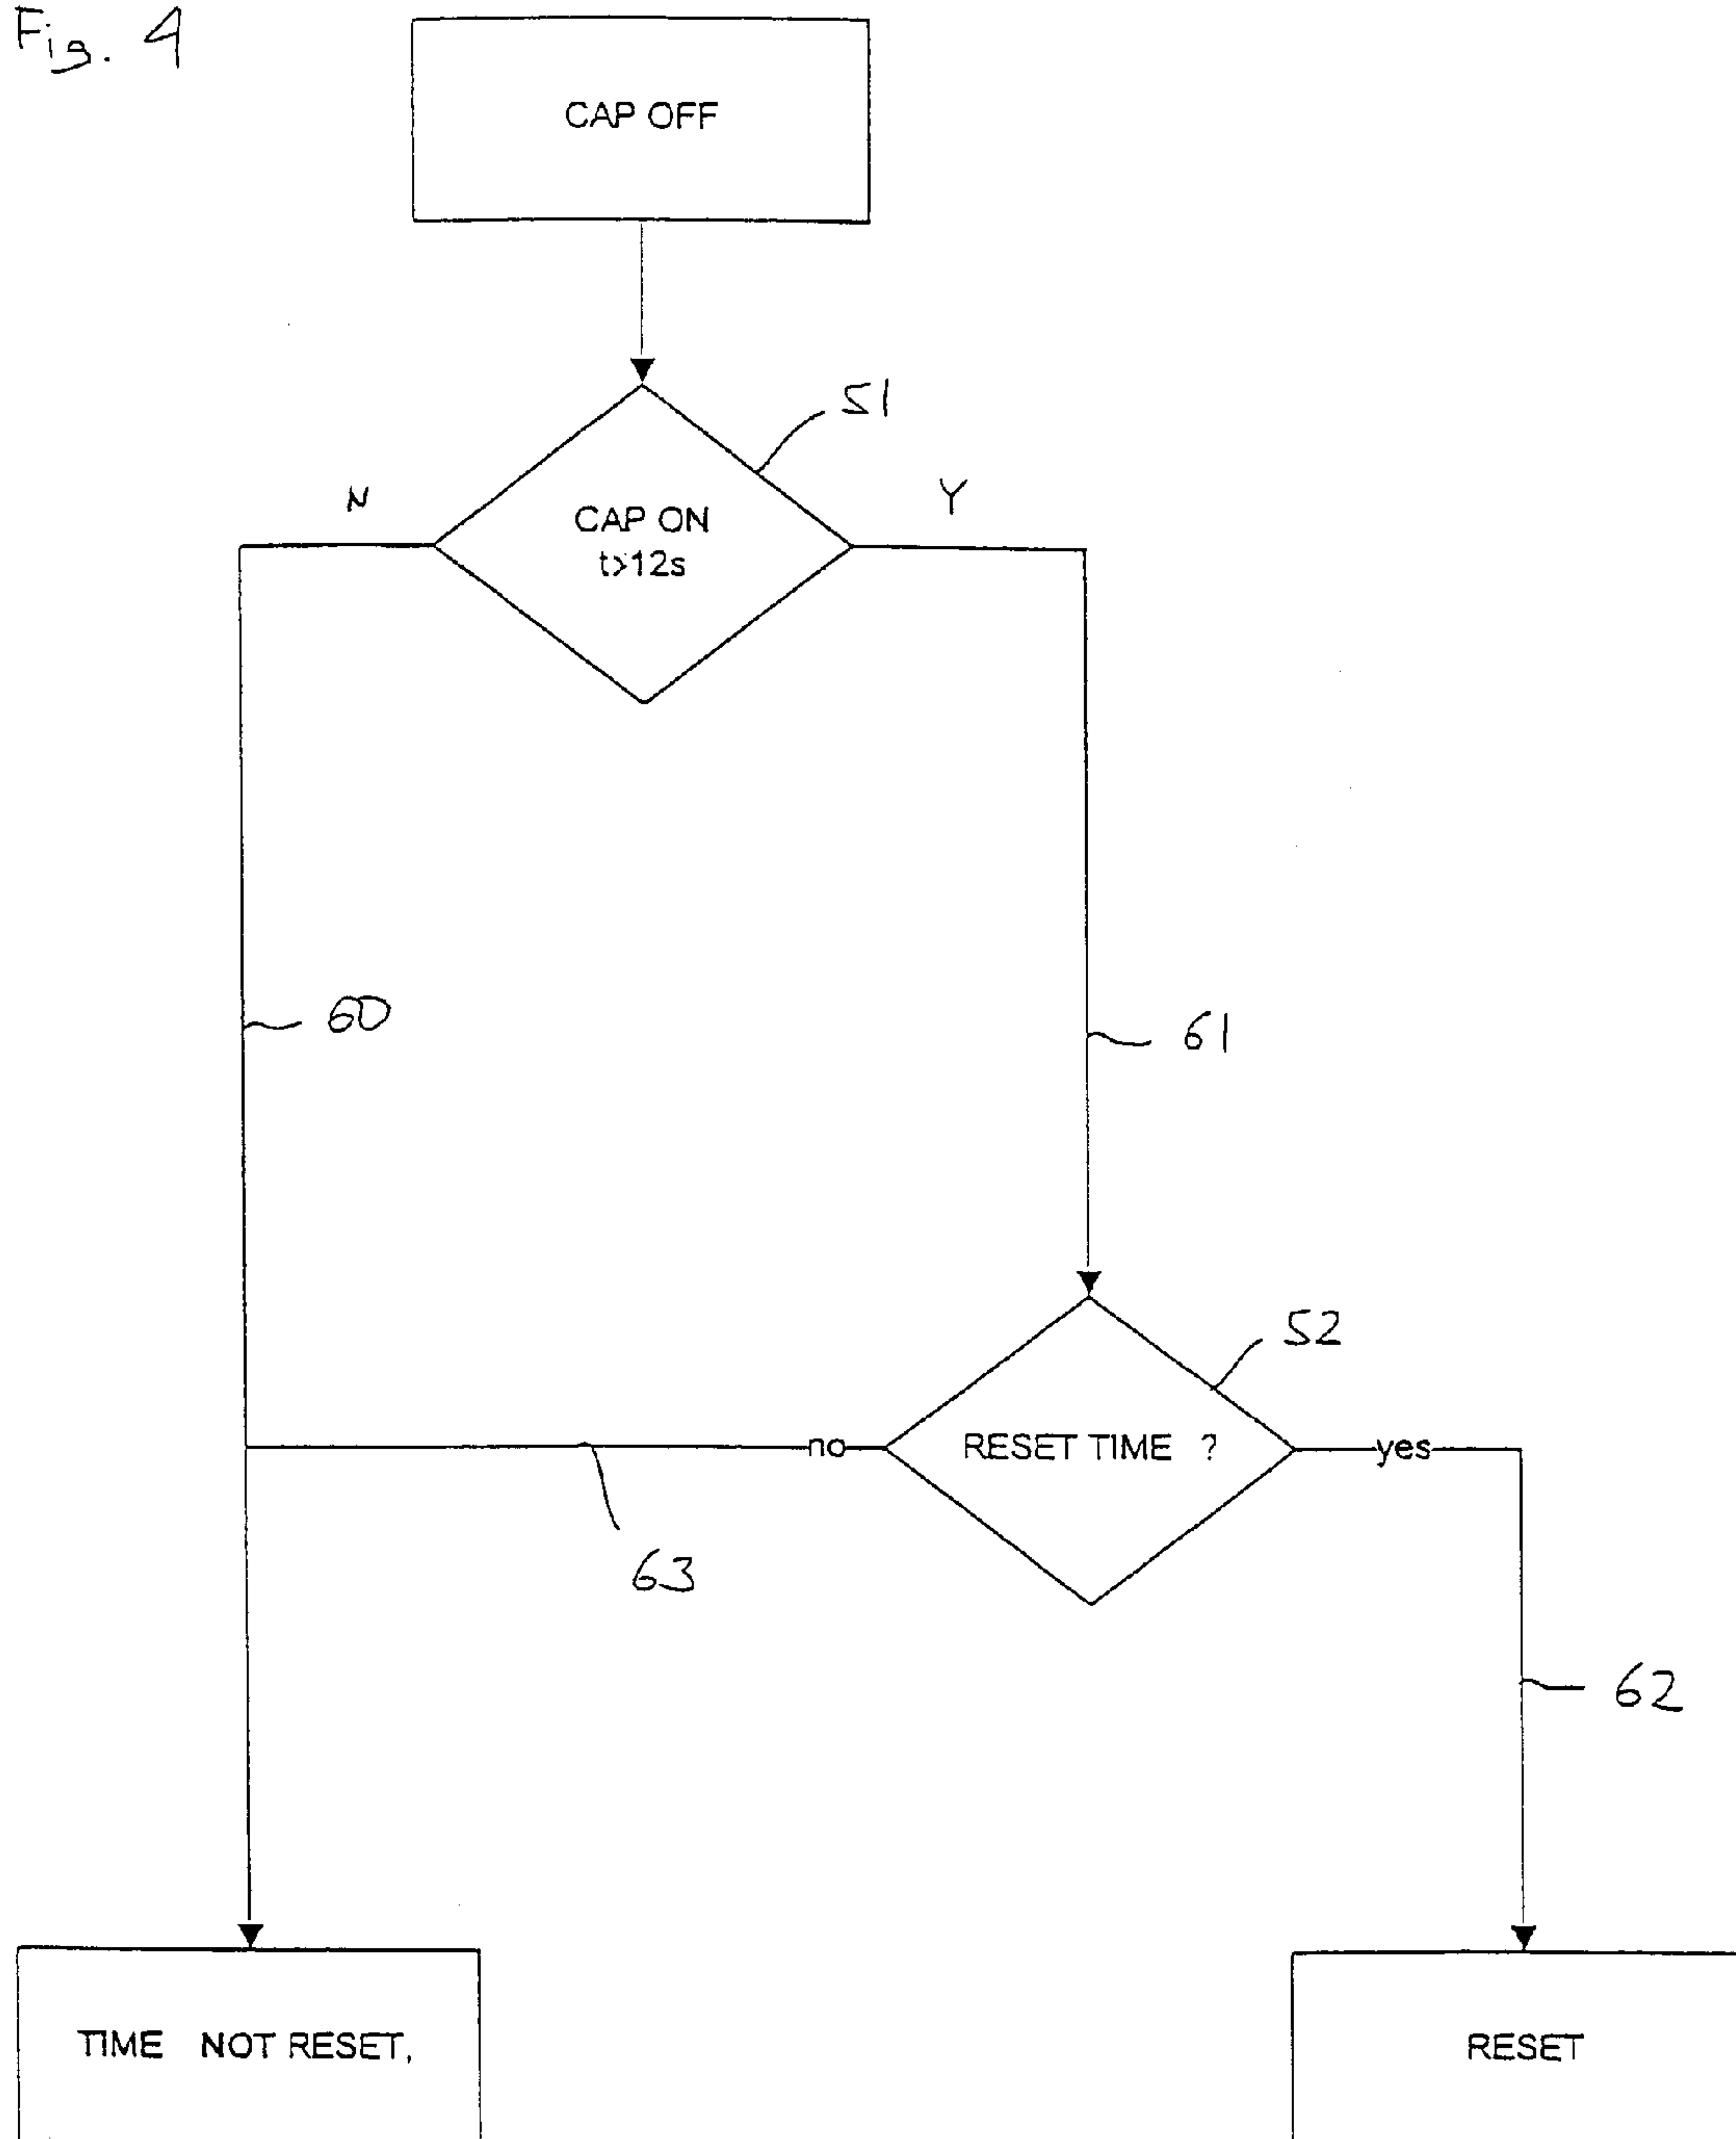 Fig. 4
CAP OFF
51
N
Y
CAP ON
t>12s
60
61
52
no
RESET TIME ?
yes
63
62
TIME NOT RESET,
RESET